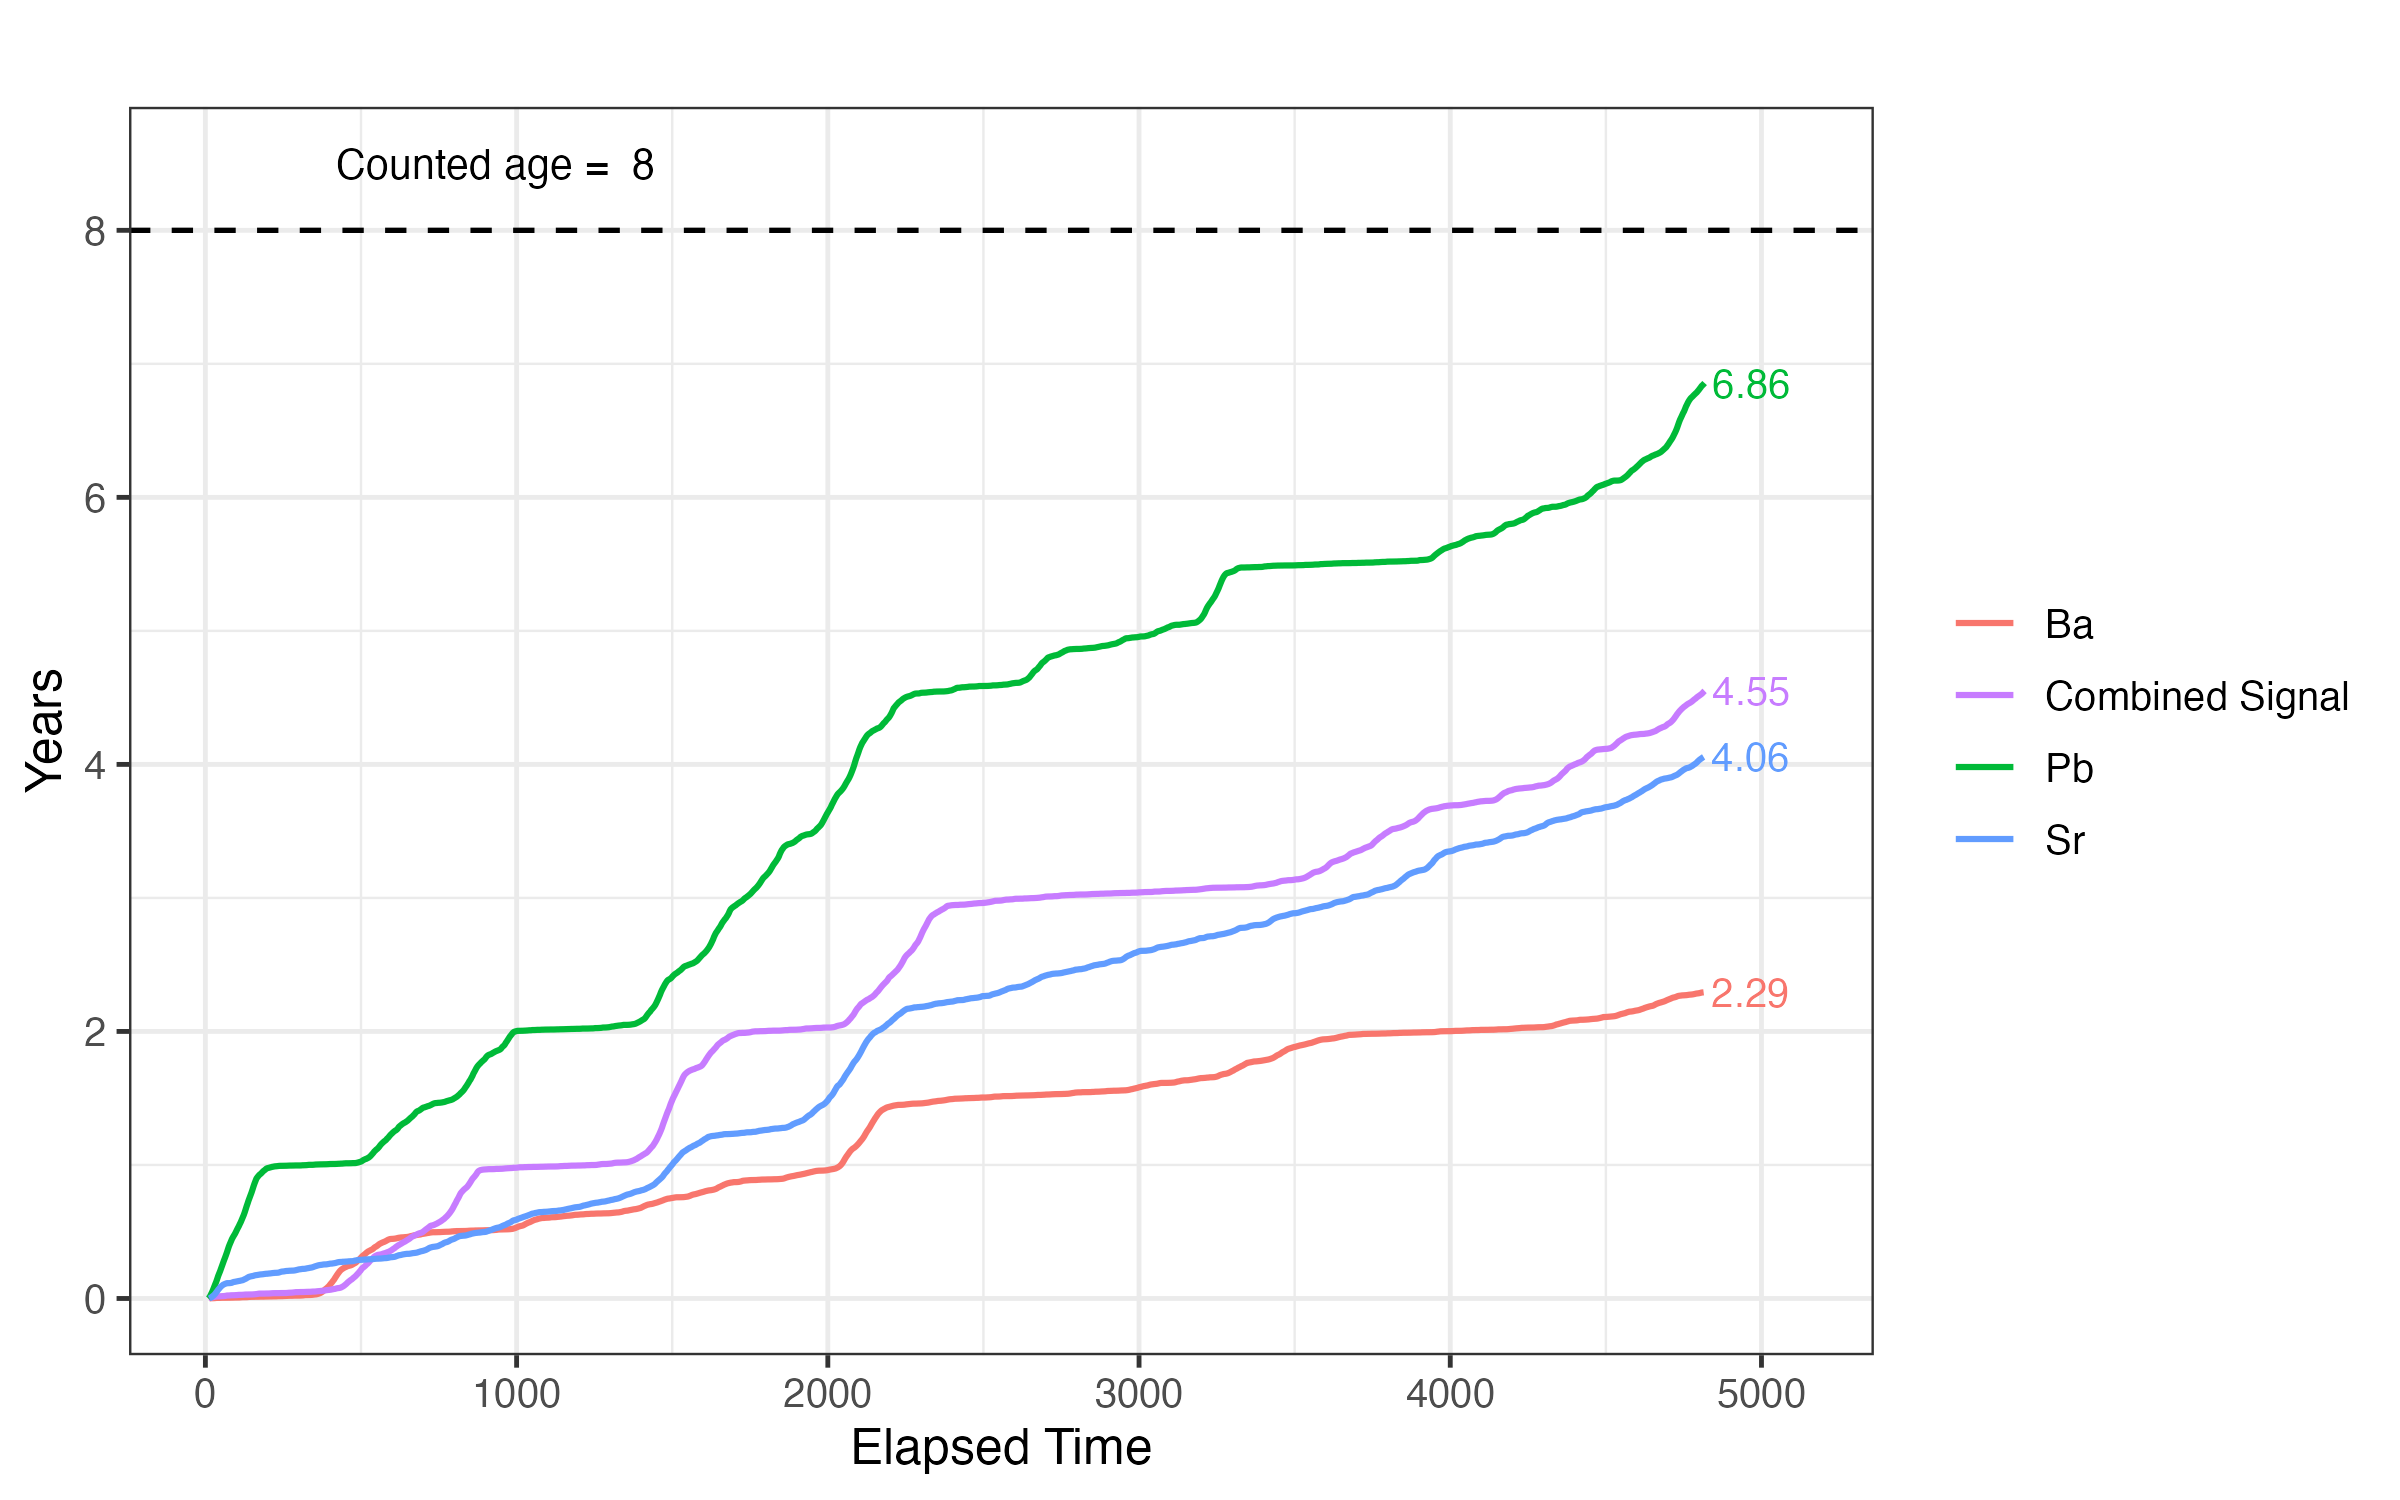 Counted age = 8
8
6
4
2
0
Years
6.86
4.55
4.06
2.29
0 1000 2000 3000 4000 5000
Elapsed Time
Ba
Combined Signal
Pb
Sr